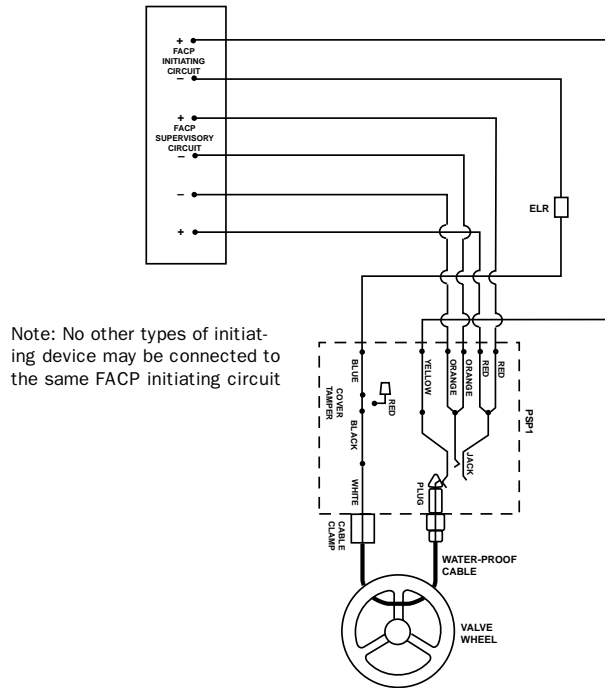 +
FACP
INITIATING
CIRCUIT
–
+
FACP
SUPERVISORY
CIRCUIT
–
–
+
ELR
Note: No other types of initiat-
ing device may be connected to
the same FACP initiating circuit
BLUE
COVER
TAMPER
RED
BLACK
WHITE
YELLOW
ORANGE
ORANGE
RED
RED
PSP1
JACK
PLUG
CABLE
CLAMP
WATER-PROOF
CABLE
VALVE
WHEEL